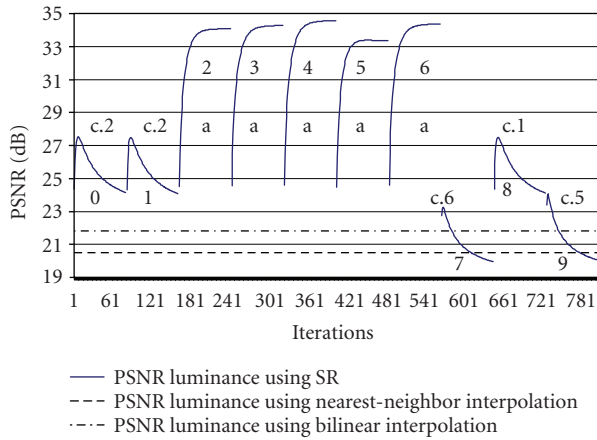 35
33
31
29
27
25
23
21
19
PSNR (dB)
2 3 4 5 6
c.2 c.2 a a a a a c.1
0 1 8
c.6 c.5
7 9
1 61 121 181 241 301 361 421 481 541 601 661 721 781
Iterations
PSNR luminance using SR
PSNR luminance using nearest-neighbor interpolation
PSNR luminance using bilinear interpolation